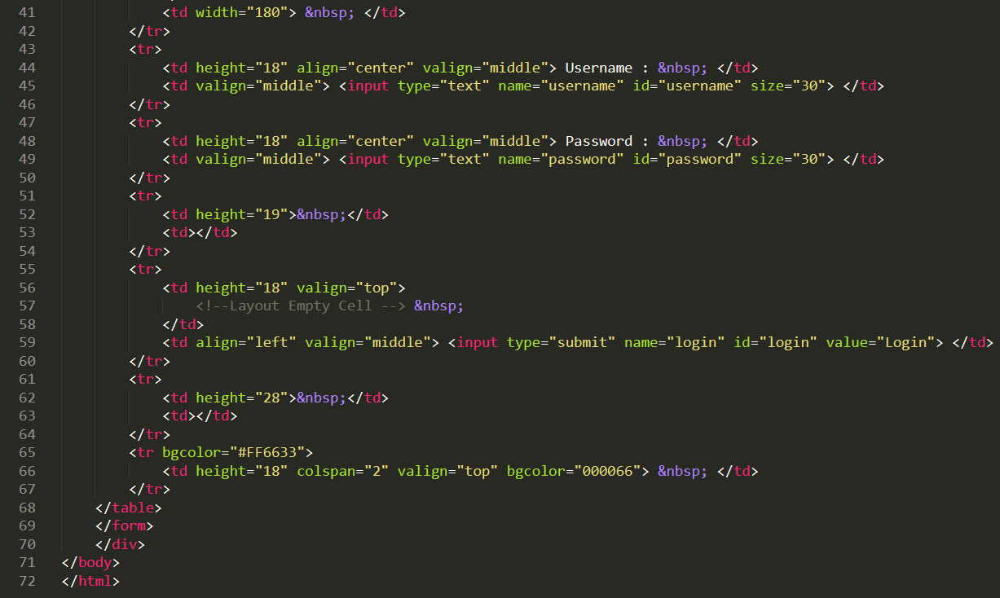 41 <td width="180"> &nbsp; </td>
42 </tr>
43 <tr>
44 <td height="18" align="center" valign="middle"> Username : &nbsp; </td>
45 <td valign="middle"> <input type="text" name="username" id="username" size="30"> </td>
46 </tr>
47 <tr>
48 <td height="18" align="center" valign="middle"> Password : &nbsp; </td>
49 <td valign="middle"> <input type="text" name="password" id="password" size="30"> </td>
50 </tr>
51 <tr>
52 <td height="19">&nbsp;</td>
53 <td></td>
54 </tr>
55 <tr>
56 <td height="18" valign="top">
57 <!--Layout Empty Cell --> &nbsp;
58 </td>
59 <td align="left" valign="middle"> <input type="submit" name="login" id="login" value="Login"> </td>
60 </tr>
61 <tr>
62 <td height="28">&nbsp;</td>
63 <td></td>
64 </tr>
65 <tr bgcolor="#FF6633">
66 <td height="18" colspan="2" valign="top" bgcolor="000066"> &nbsp; </td>
67 </tr>
68 </table>
69 </form>
70 </div>
71 </body>
72 </html>